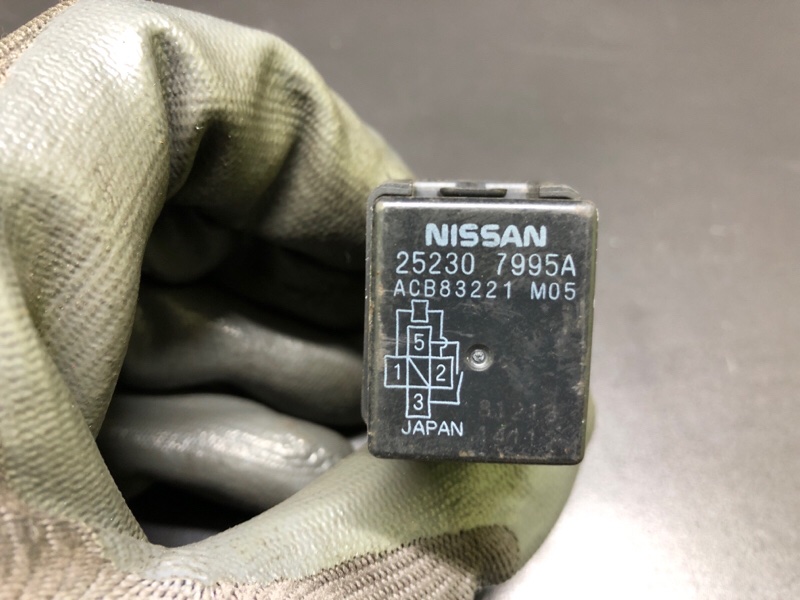 NISSAN
25230 7995A
ACB83221 M05
5
1 2
3
JAPAN